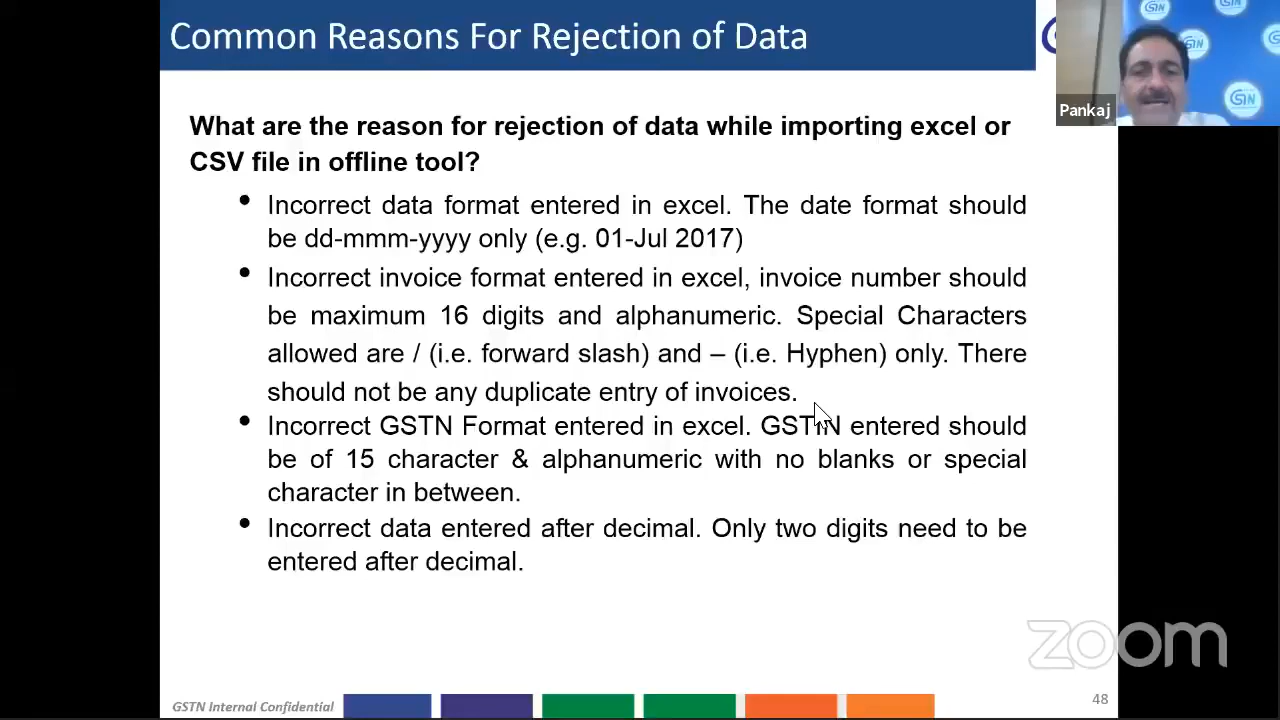 Common Reasons For Rejection of Data
Pankaj
What are the reason for rejection of data while importing excel or
CSV file in offline tool?
• Incorrect data format entered in excel. The date format should
be dd-mmm-yyyy only (e.g. 01-Jul 2017)
• Incorrect invoice format entered in excel, invoice number should
be maximum 16 digits and alphanumeric. Special Characters
allowed are / (i.e. forward slash) and – (i.e. Hyphen) only. There
should not be any duplicate entry of invoices.
• Incorrect GSTN Format entered in excel. GSTTN entered should
be of 15 character & alphanumeric with no blanks or special
character in between.
• Incorrect data entered after decimal. Only two digits need to be
entered after decimal.
zoom
GSTN Internal Confidential
48